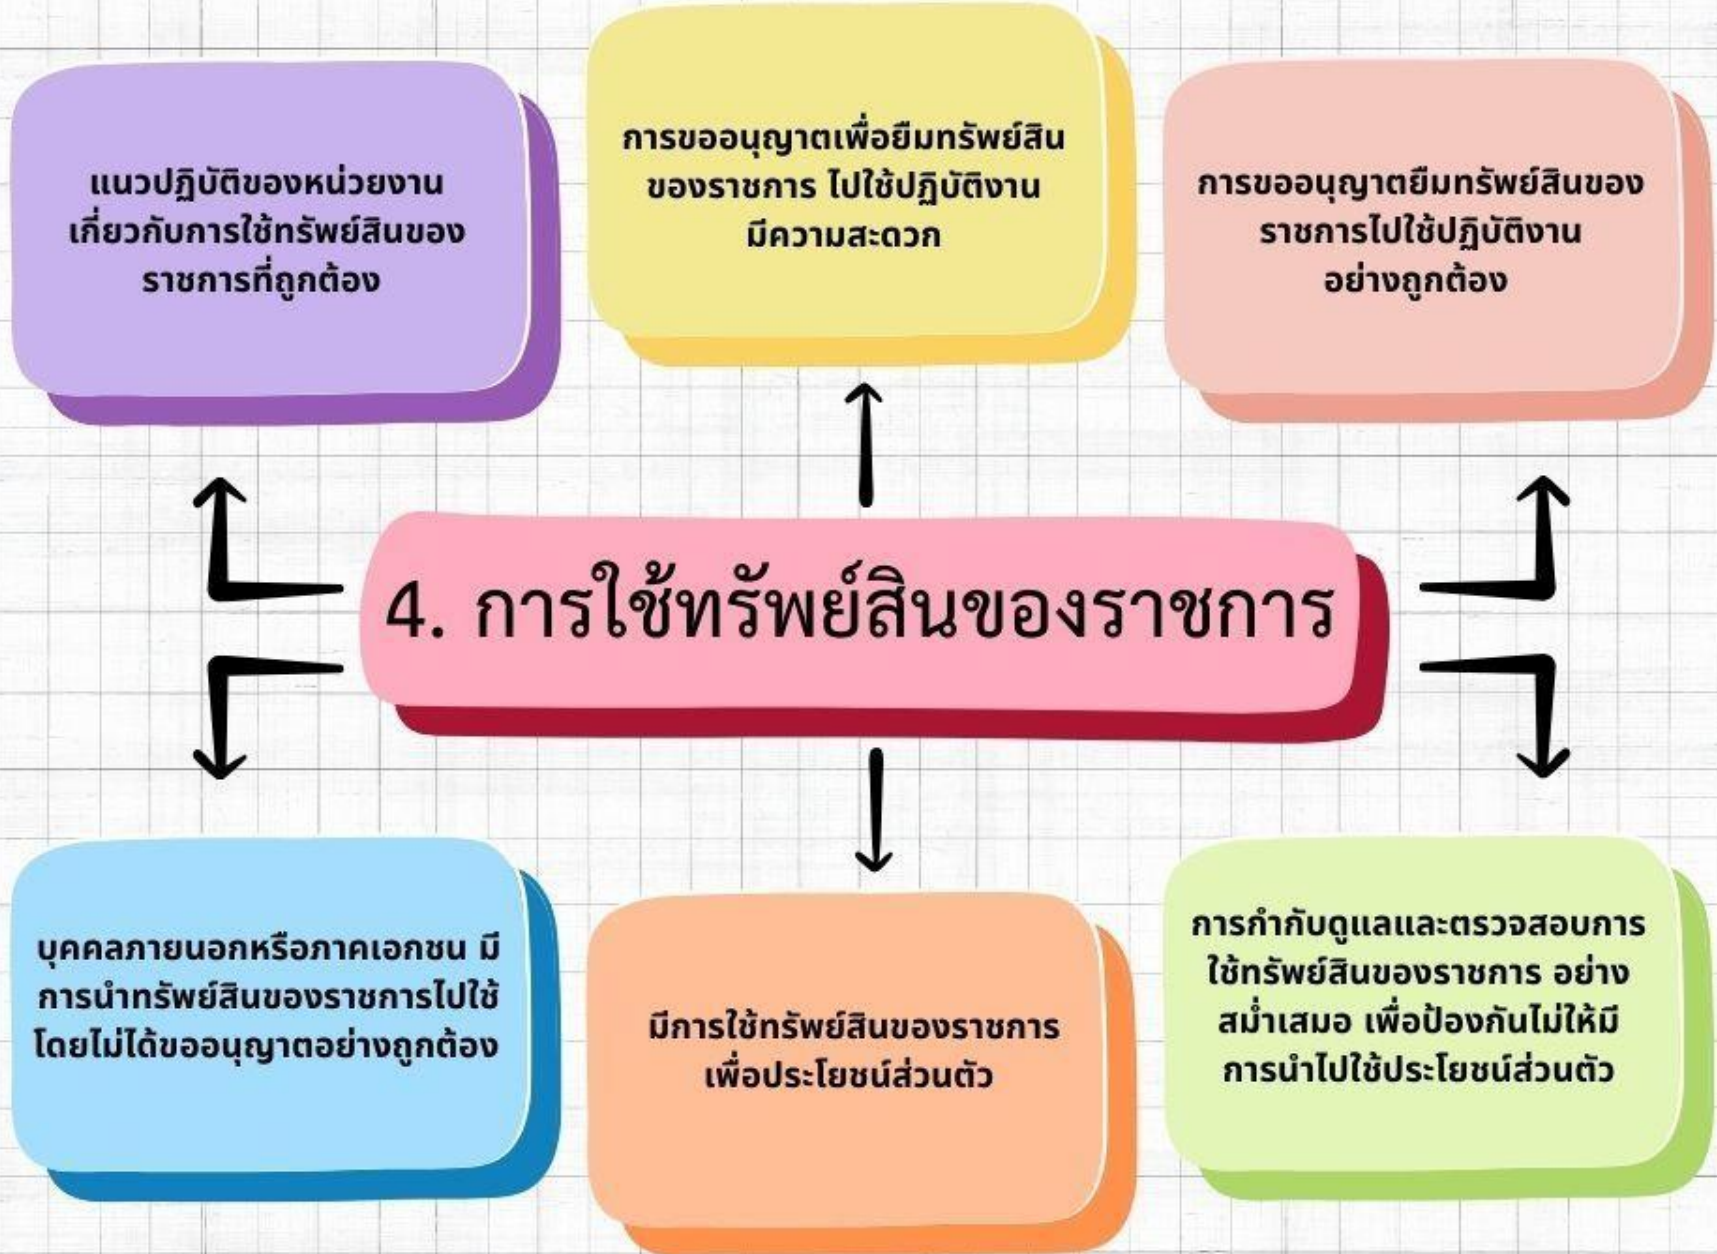 แนวปฏิบัติของหน่วยงาน
เกี่ยวกับการใช้ทรัพย์สินของ
ราชการที่ถูกต้อง
การขออนุญาตเพื่อยืมทรัพย์สิน
ของราชการ ไปใช้ปฏิบัติงาน
มีความสะดวก
การขออนุญาตยืมทรัพย์สินของ
ราชการไปใช้ปฏิบัติงาน
อย่างถูกต้อง
4. การใช้ทรัพย์สินของราชการ
บุคคลภายนอกหรือภาคเอกชน มี
การนำทรัพย์สินของราชการไปใช้
โดยไม่ได้ขออนุญาตอย่างถูกต้อง
มีการใช้ทรัพย์สินของราชการ
เพื่อประโยชน์ส่วนตัว
การกำกับดูแลและตรวจสอบการ
ใช้ทรัพย์สินของราชการ อย่าง
สม่ำเสมอ เพื่อป้องกันไม่ให้มี
การนำไปใช้ประโยชน์ส่วนตัว